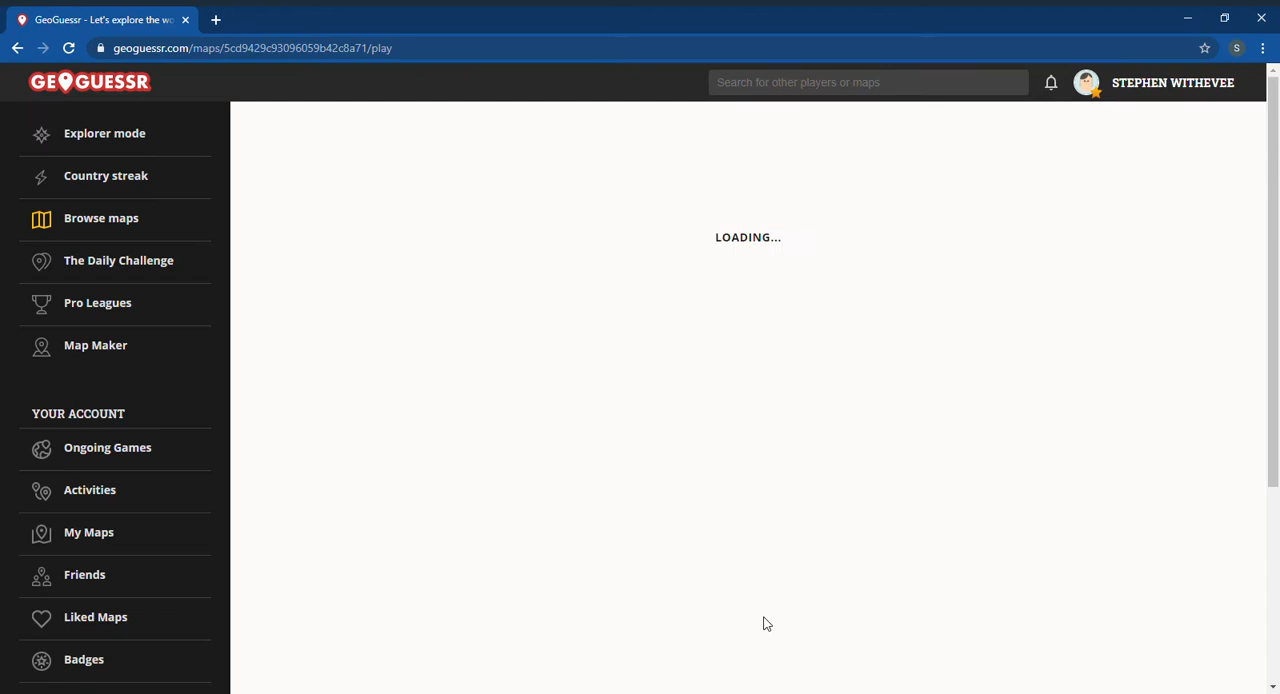 GeoGuessr - Let's explore the wo
geoguessr.com/maps/5cd9429c93096059b42c8a71/play
S
GEOGUESSR
Search for other players or maps
STEPHEN WITHEVEE
Explorer mode
Country streak
Browse maps
The Daily Challenge
Pro Leagues
Map Maker
YOUR ACCOUNT
Ongoing Games
Activities
My Maps
Friends
Liked Maps
Badges
LOADING...